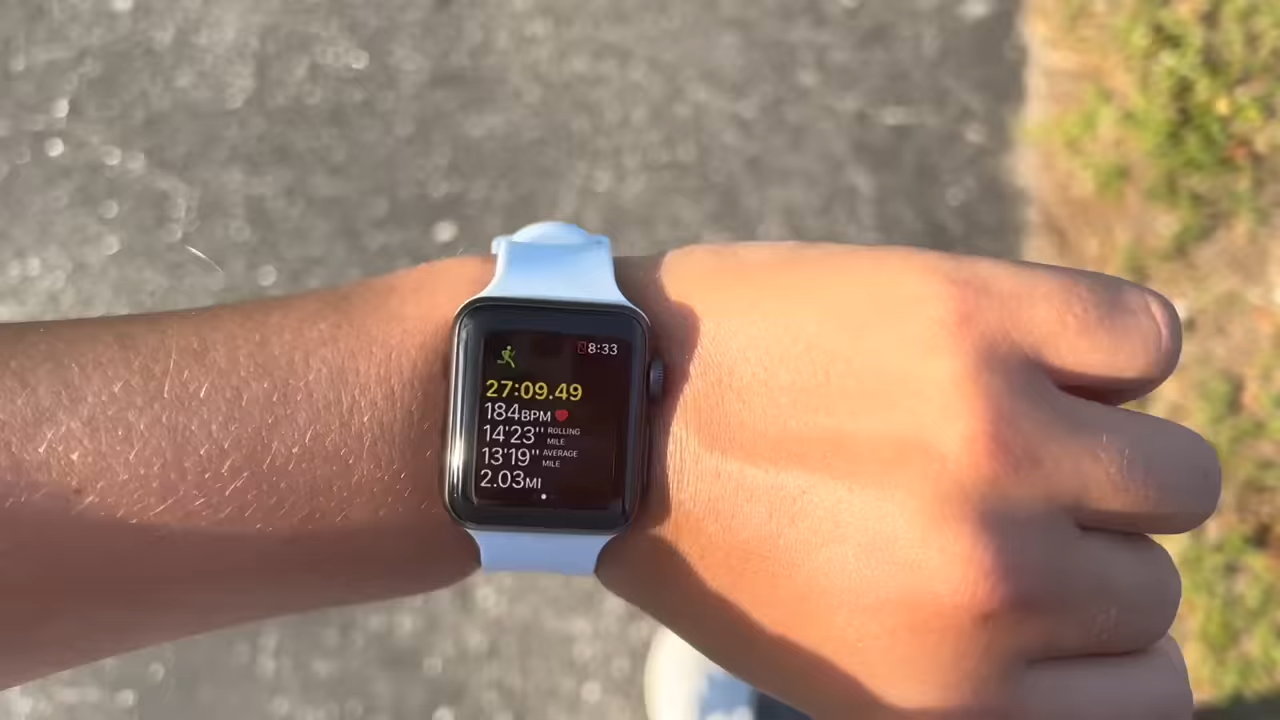 8:33
27:09.49
184BPM
14'23" ROLLING MILE
13'19" AVERAGE MILE
2.03MI